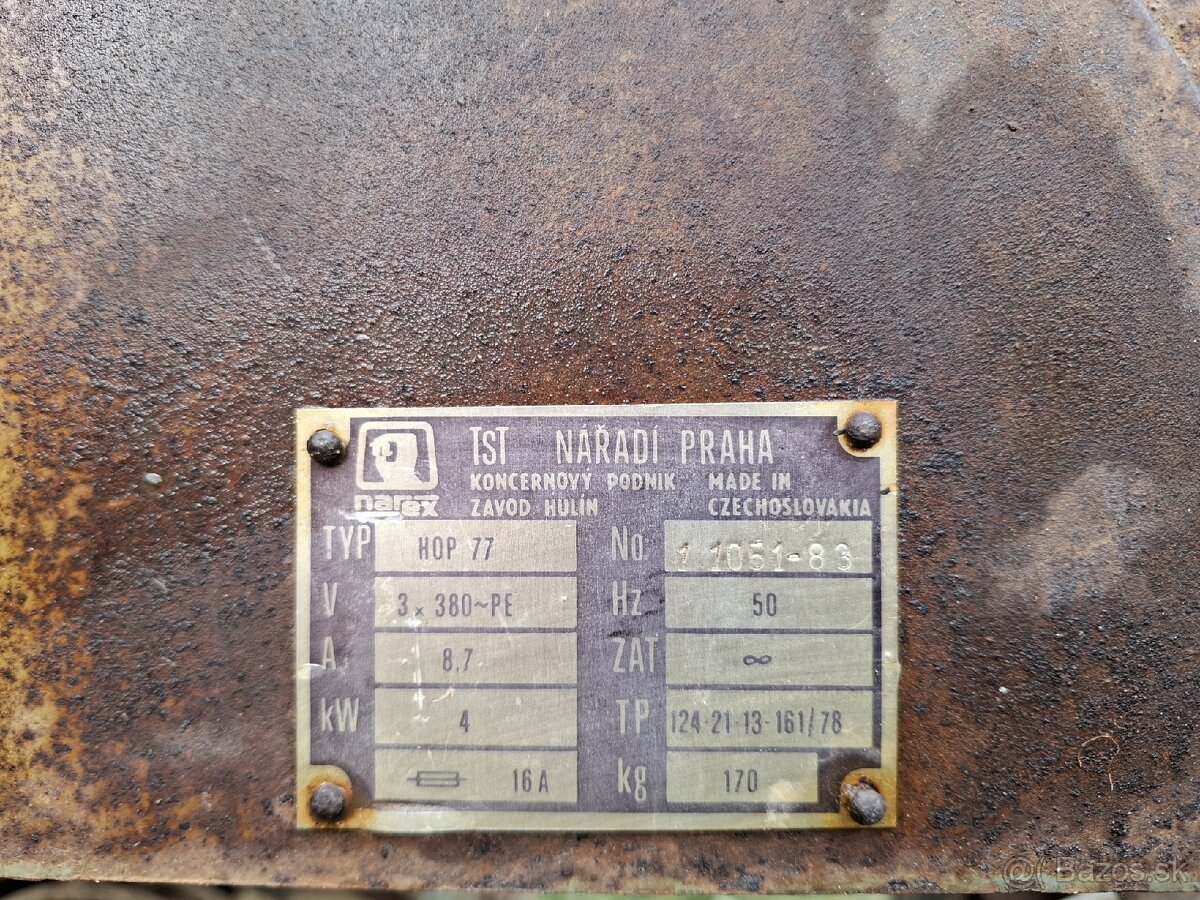 narex
TST NÁŘADÍ PRAHA
KONCERNOVÝ PODNIK MADE IN
ZÁVOD HULÍN CZECHOSLOVAKIA
TYP HOP 77 No 1 1051-83
V 3 x 380~PE Hz 50
A 8,7 ZAT ∞
kW 4 TP 124-21-13-161/78
16 A kg 170
@ Bazos.sk